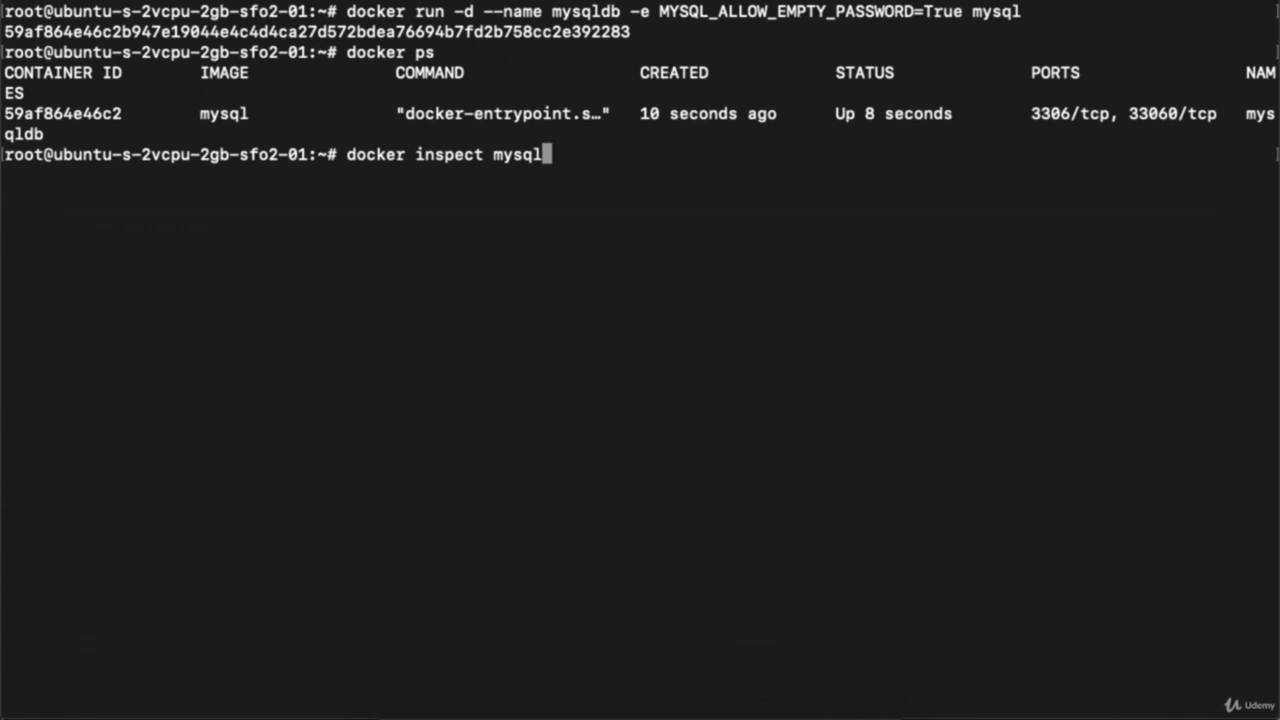 root@ubuntu-s-2vcpu-2gb-sfo2-01:~# docker run -d --name mysqldb -e MYSQL_ALLOW_EMPTY_PASSWORD=True mysql
59af864e46c2b947e19044e4c4d4ca27d572bdea76694b7fd2b758cc2e392283
root@ubuntu-s-2vcpu-2gb-sfo2-01:~# docker ps
CONTAINER ID        IMAGE               COMMAND                  CREATED             STATUS              PORTS                 NAM
ES
59af864e46c2        mysql               "docker-entrypoint.s…"   10 seconds ago      Up 8 seconds        3306/tcp, 33060/tcp   mys
qldb
root@ubuntu-s-2vcpu-2gb-sfo2-01:~# docker inspect mysql
Udemy